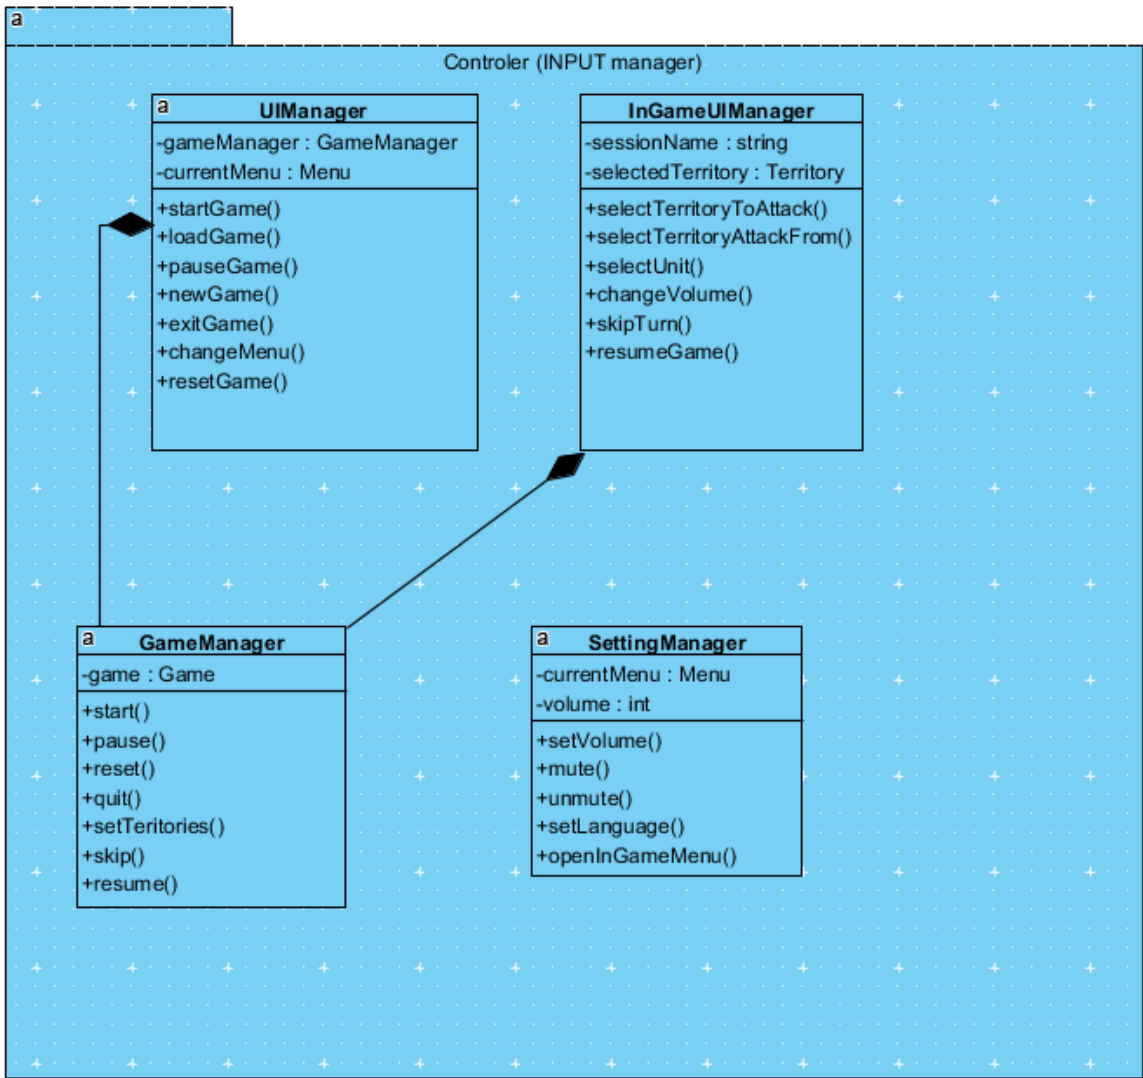 a
Controler (INPUT manager)
a
UIManager
-gameManager : GameManager
-currentMenu : Menu
+startGame()
+loadGame()
+pauseGame()
+newGame()
+exitGame()
+changeMenu()
+resetGame()
InGameUIManager
-sessionName : string
-selectedTerritory : Territory
+selectTerritoryToAttack()
+selectTerritoryAttackFrom()
+selectUnit()
+changeVolume()
+skipTurn()
+resumeGame()
a
GameManager
-game : Game
+start()
+pause()
+reset()
+quit()
+setTeritories()
+skip()
+resume()
a
SettingManager
-currentMenu : Menu
-volume : int
+setVolume()
+mute()
+unmute()
+setLanguage()
+openInGameMenu()